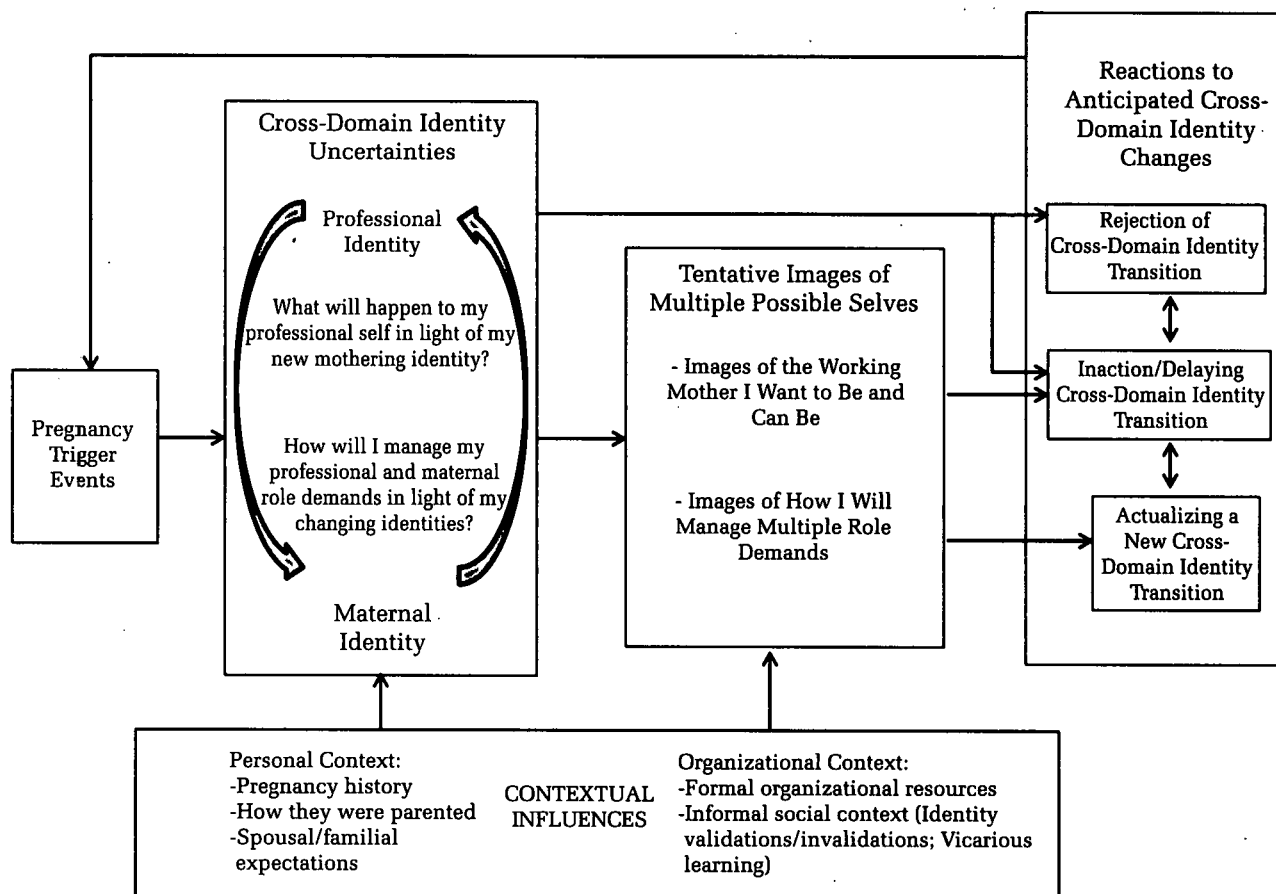 Pregnancy
Trigger
Events
Cross-Domain Identity
Uncertainties
Professional
Identity
What will happen to my
professional self in light of my
new mothering identity?
How will I manage my
professional and maternal
role demands in light of my
changing identities?
Maternal
Identity
Tentative Images of
Multiple Possible Selves
- Images of the Working
Mother I Want to Be and
Can Be
- Images of How I Will
Manage Multiple Role
Demands
Reactions to
Anticipated Cross-
Domain Identity
Changes
Rejection of
Cross-Domain Identity
Transition
Inaction/Delaying
Cross-Domain Identity
Transition
Actualizing a
New Cross-
Domain Identity
Transition
Personal Context:
-Pregnancy history
-How they were parented
-Spousal/familial
expectations
CONTEXTUAL
INFLUENCES
Organizational Context:
-Formal organizational resources
-Informal social context (Identity
validations/invalidations; Vicarious
learning)